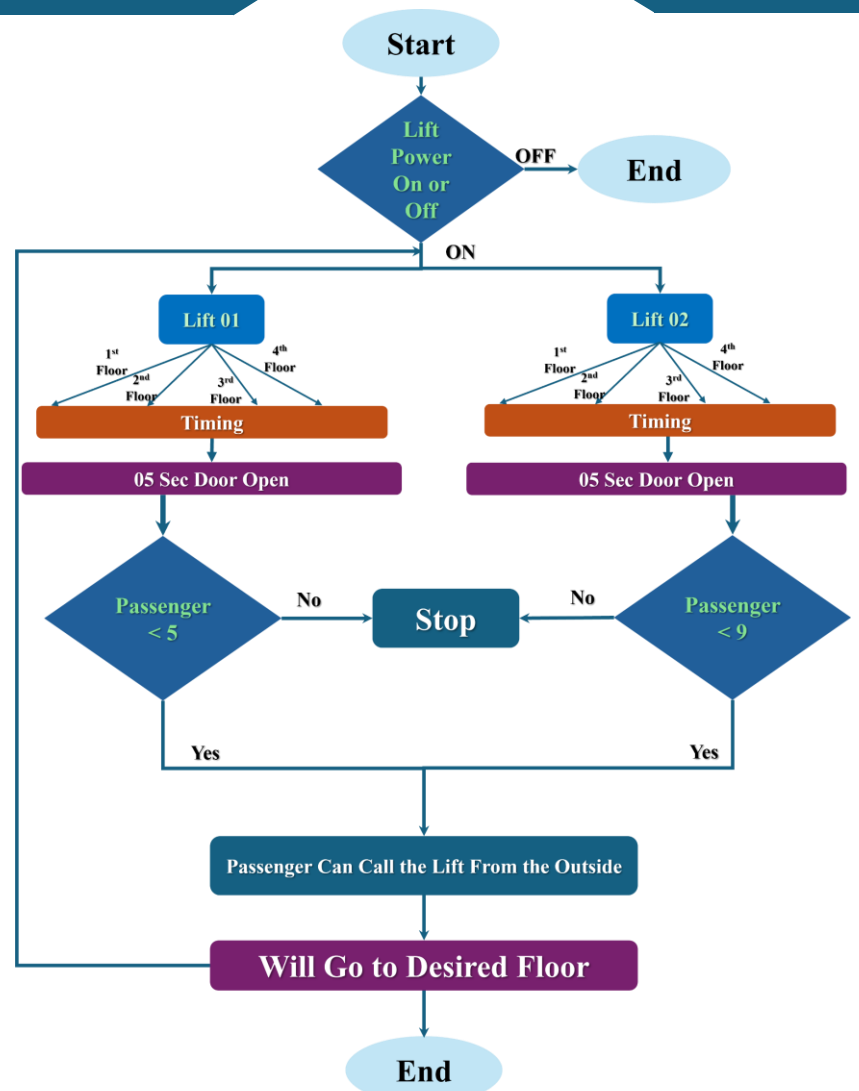 Start
Lift
Power
On or
Off
OFF
End
ON
Lift 01
Lift 02
1st
Floor
2nd
Floor
3rd
Floor
4th
Floor
1st
Floor
2nd
Floor
3rd
Floor
4th
Floor
Timing
Timing
05 Sec Door Open
05 Sec Door Open
Passenger
< 5
No
Stop
No
Passenger
< 9
Yes
Yes
Passenger Can Call the Lift From the Outside
Will Go to Desired Floor
End